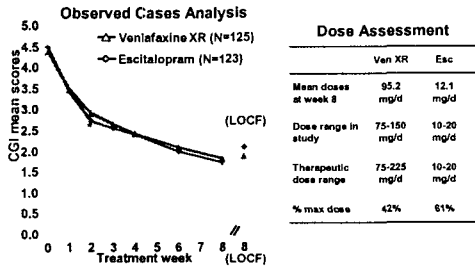 Observed Cases Analysis
Venlafaxine XR (N=125)
Escitalopram (N=123)
CGI mean scores
5.0
4.5
4.0
3.5
3.0
2.5
2.0
1.5
1.0
0.5
0.0
(LOCF)
0 1 2 3 4 6 8 // 8
Treatment week (LOCF)
Dose Assessment
Ven XR Esc
Mean doses 95.2 12.1
at week 8 mg/d mg/d
Dose range in 75-150 10-20
study mg/d mg/d
Therapeutic 75-225 10-20
dose range mg/d mg/d
% max dose 42% 61%